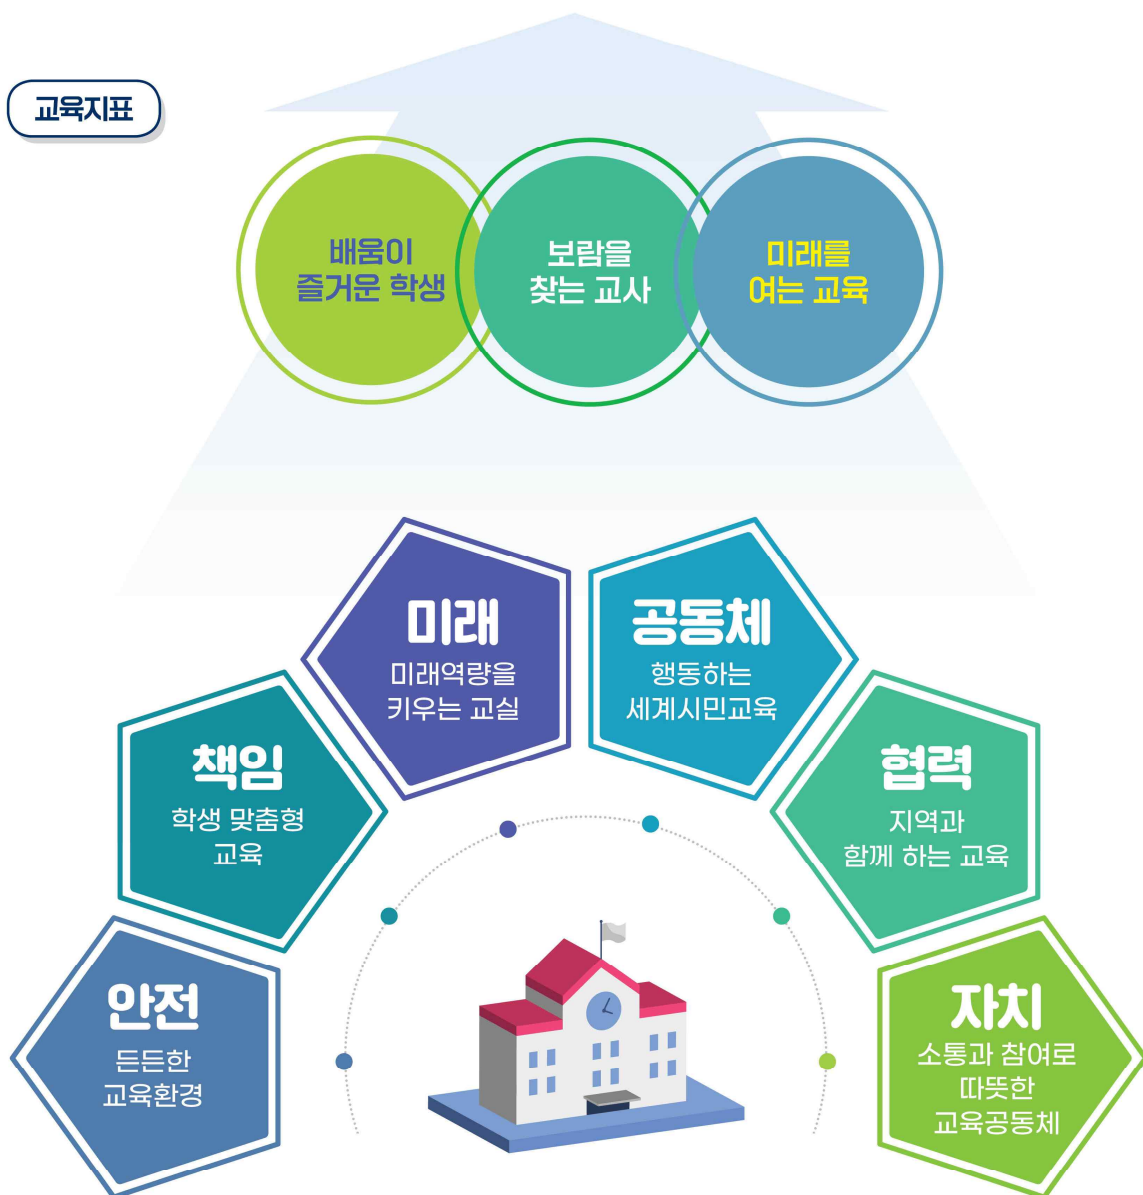 교육지표
배움이
즐거운 학생
보람을
찾는 교사
미래를
여는 교육
미래
미래역량을
키우는 교실
공동체
행동하는
세계시민교육
책임
학생 맞춤형
교육
협력
지역과
함께 하는 교육
안전
든든한
교육환경
자치
소통과 참여로
따뜻한
교육공동체